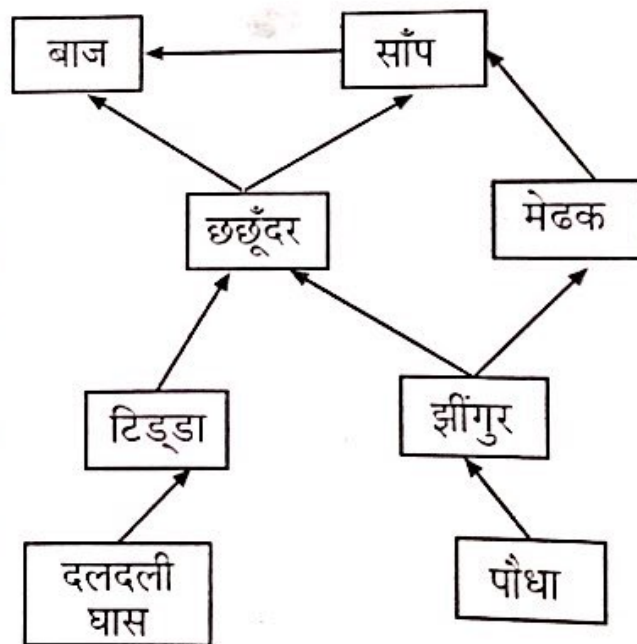 बाज
साँप
छछूँदर
मेढक
टिड्डा
झींगुर
दलदली
घास
पौधा